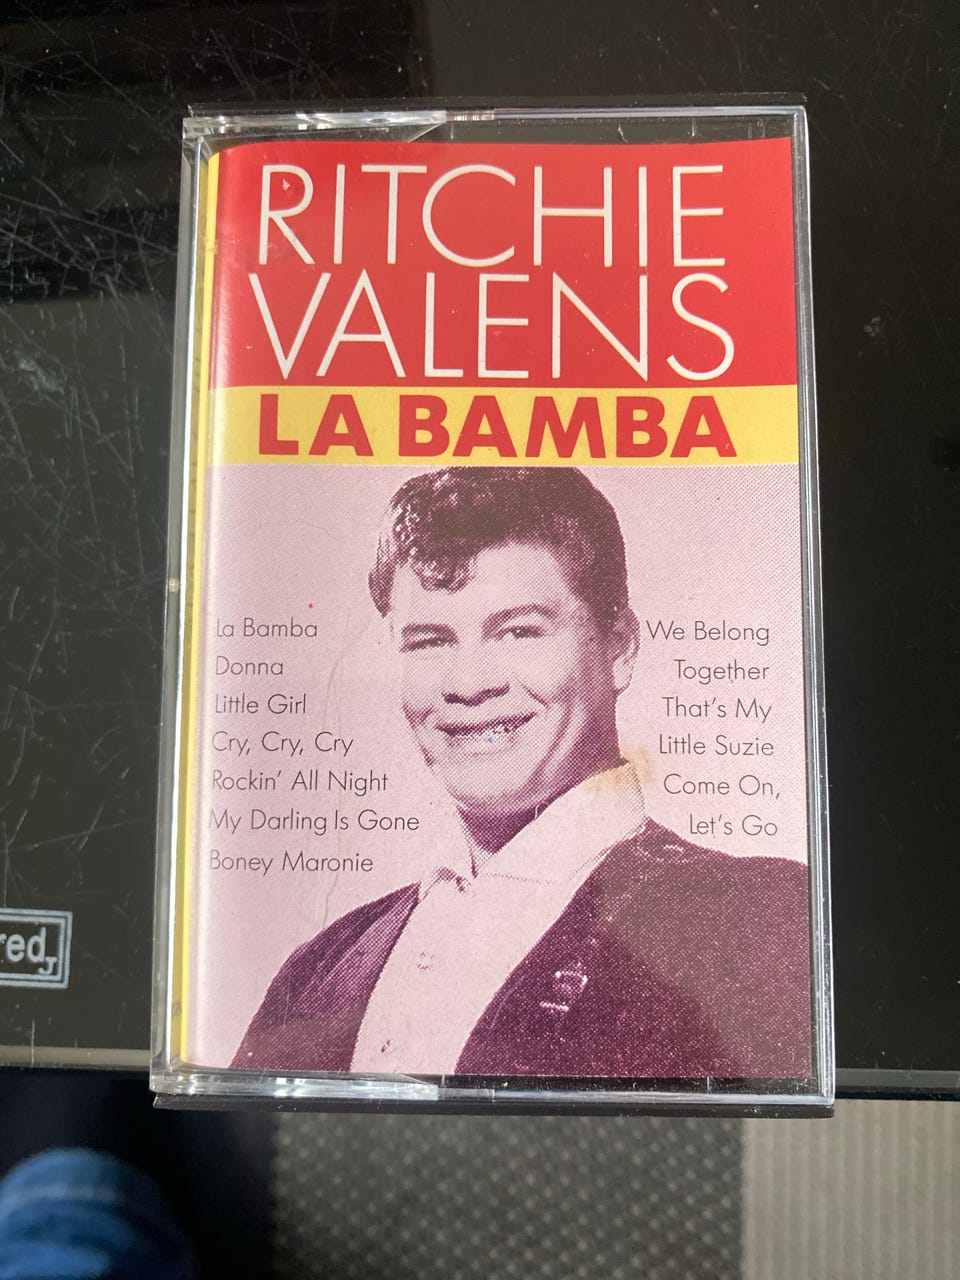 RITCHIE
VALENS
LA BAMBA
La Bamba
Donna
Little Girl
Cry, Cry, Cry
Rockin' All Night
My Darling Is Gone
Boney Maronie
We Belong
Together
That's My
Little Suzie
Come On,
Let's Go